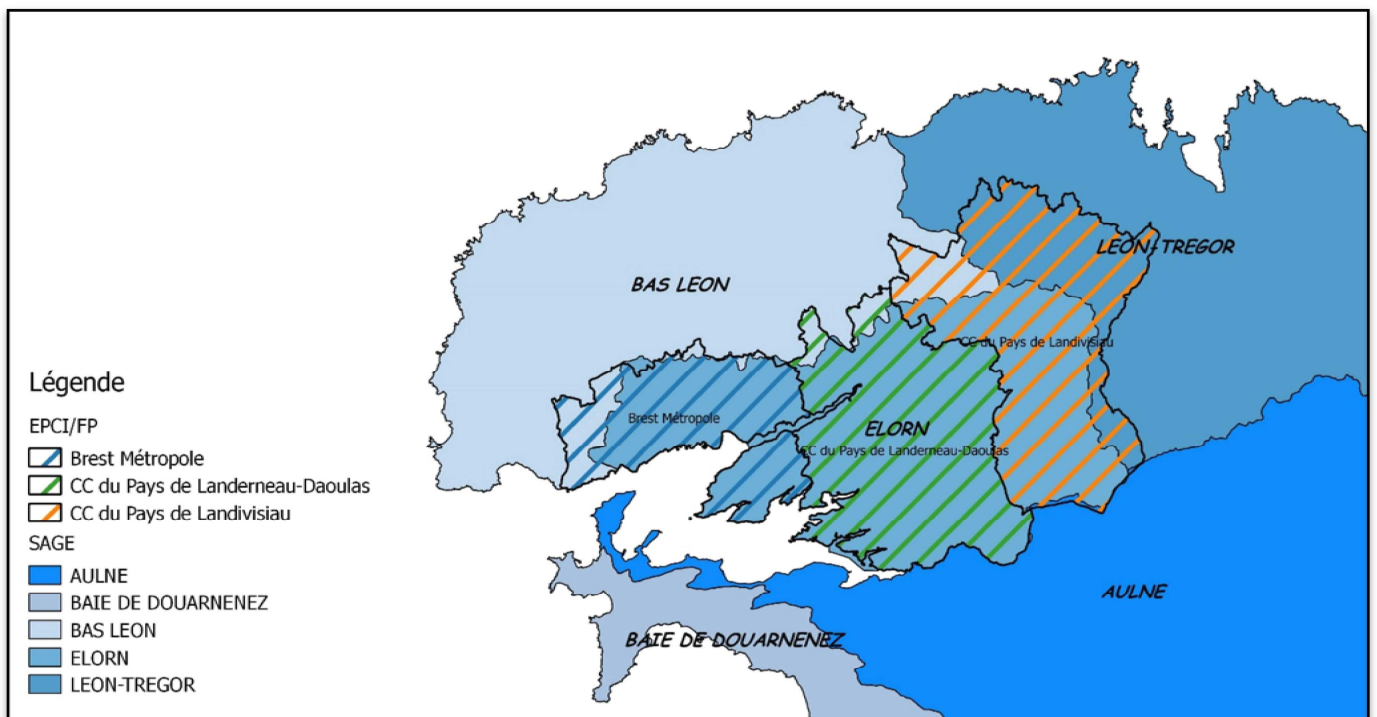 LEON-TREGOR
BAS LEON
CC du Pays de Landivisiau
Brest Métropole
ELORN
CC du Pays de Landerneau-Daoulas
AULNE
BAIE DE DOUARNENEZ
Légende
EPCI/FP
Brest Métropole
CC du Pays de Landerneau-Daoulas
CC du Pays de Landivisiau
SAGE
AULNE
BAIE DE DOUARNENEZ
BAS LEON
ELORN
LEON-TREGOR